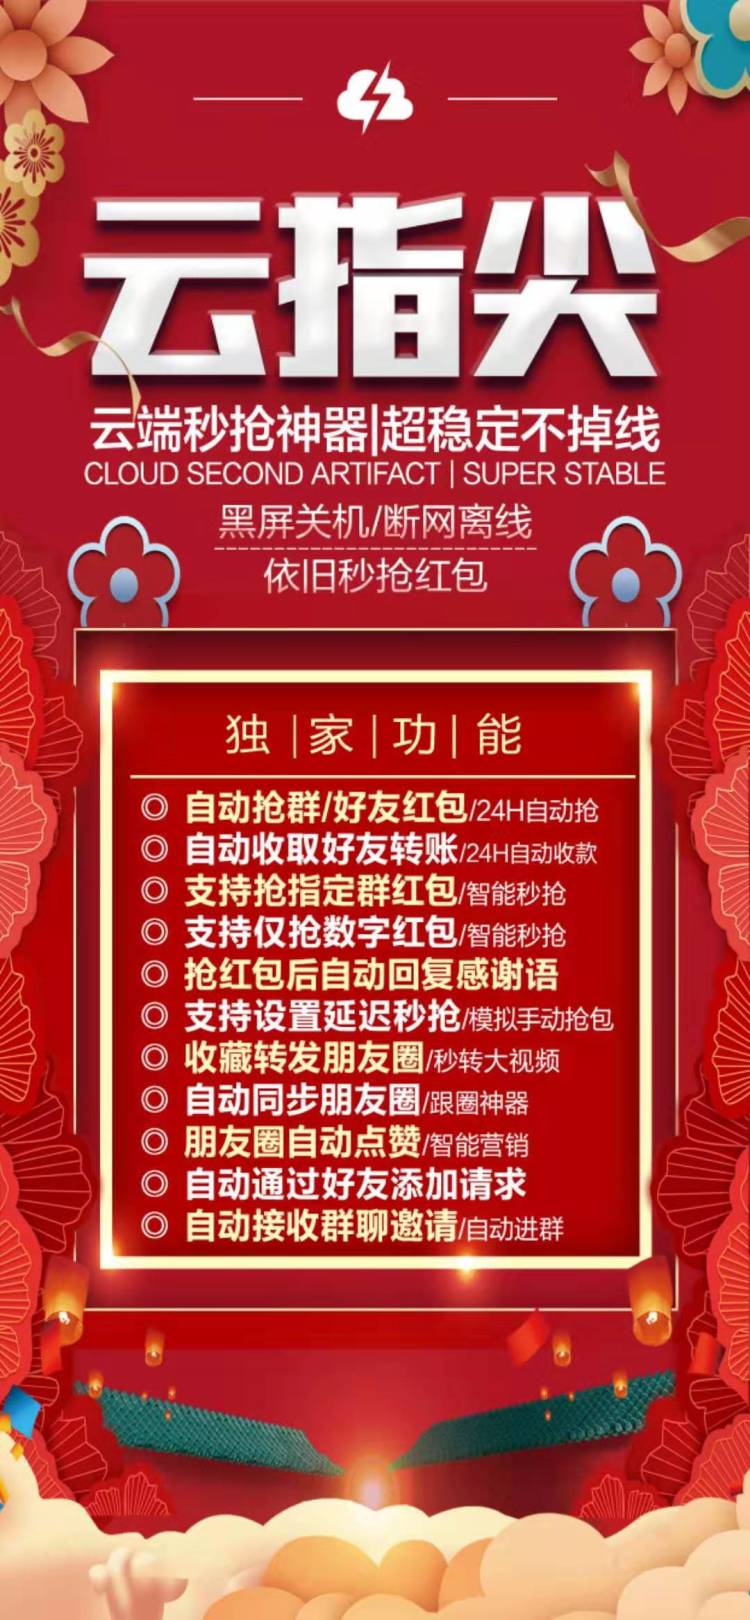 云指尖
云端秒抢神器|超稳定不掉线
CLOUD SECOND ARTIFACT | SUPER STABLE
黑屏关机/断网离线
依旧秒抢红包
独|家|功|能
◎ 自动抢群/好友红包/24H自动抢
◎ 自动收取好友转账/24H自动收款
◎ 支持抢指定群红包/智能秒抢
◎ 支持仅抢数字红包/智能秒抢
◎ 抢红包后自动回复感谢语
◎ 支持设置延迟秒抢/模拟手动抢包
◎ 收藏转发朋友圈/秒转大视频
◎ 自动同步朋友圈/跟圈神器
◎ 朋友圈自动点赞/智能营销
◎ 自动通过好友添加请求
◎ 自动接收群聊邀请/自动进群